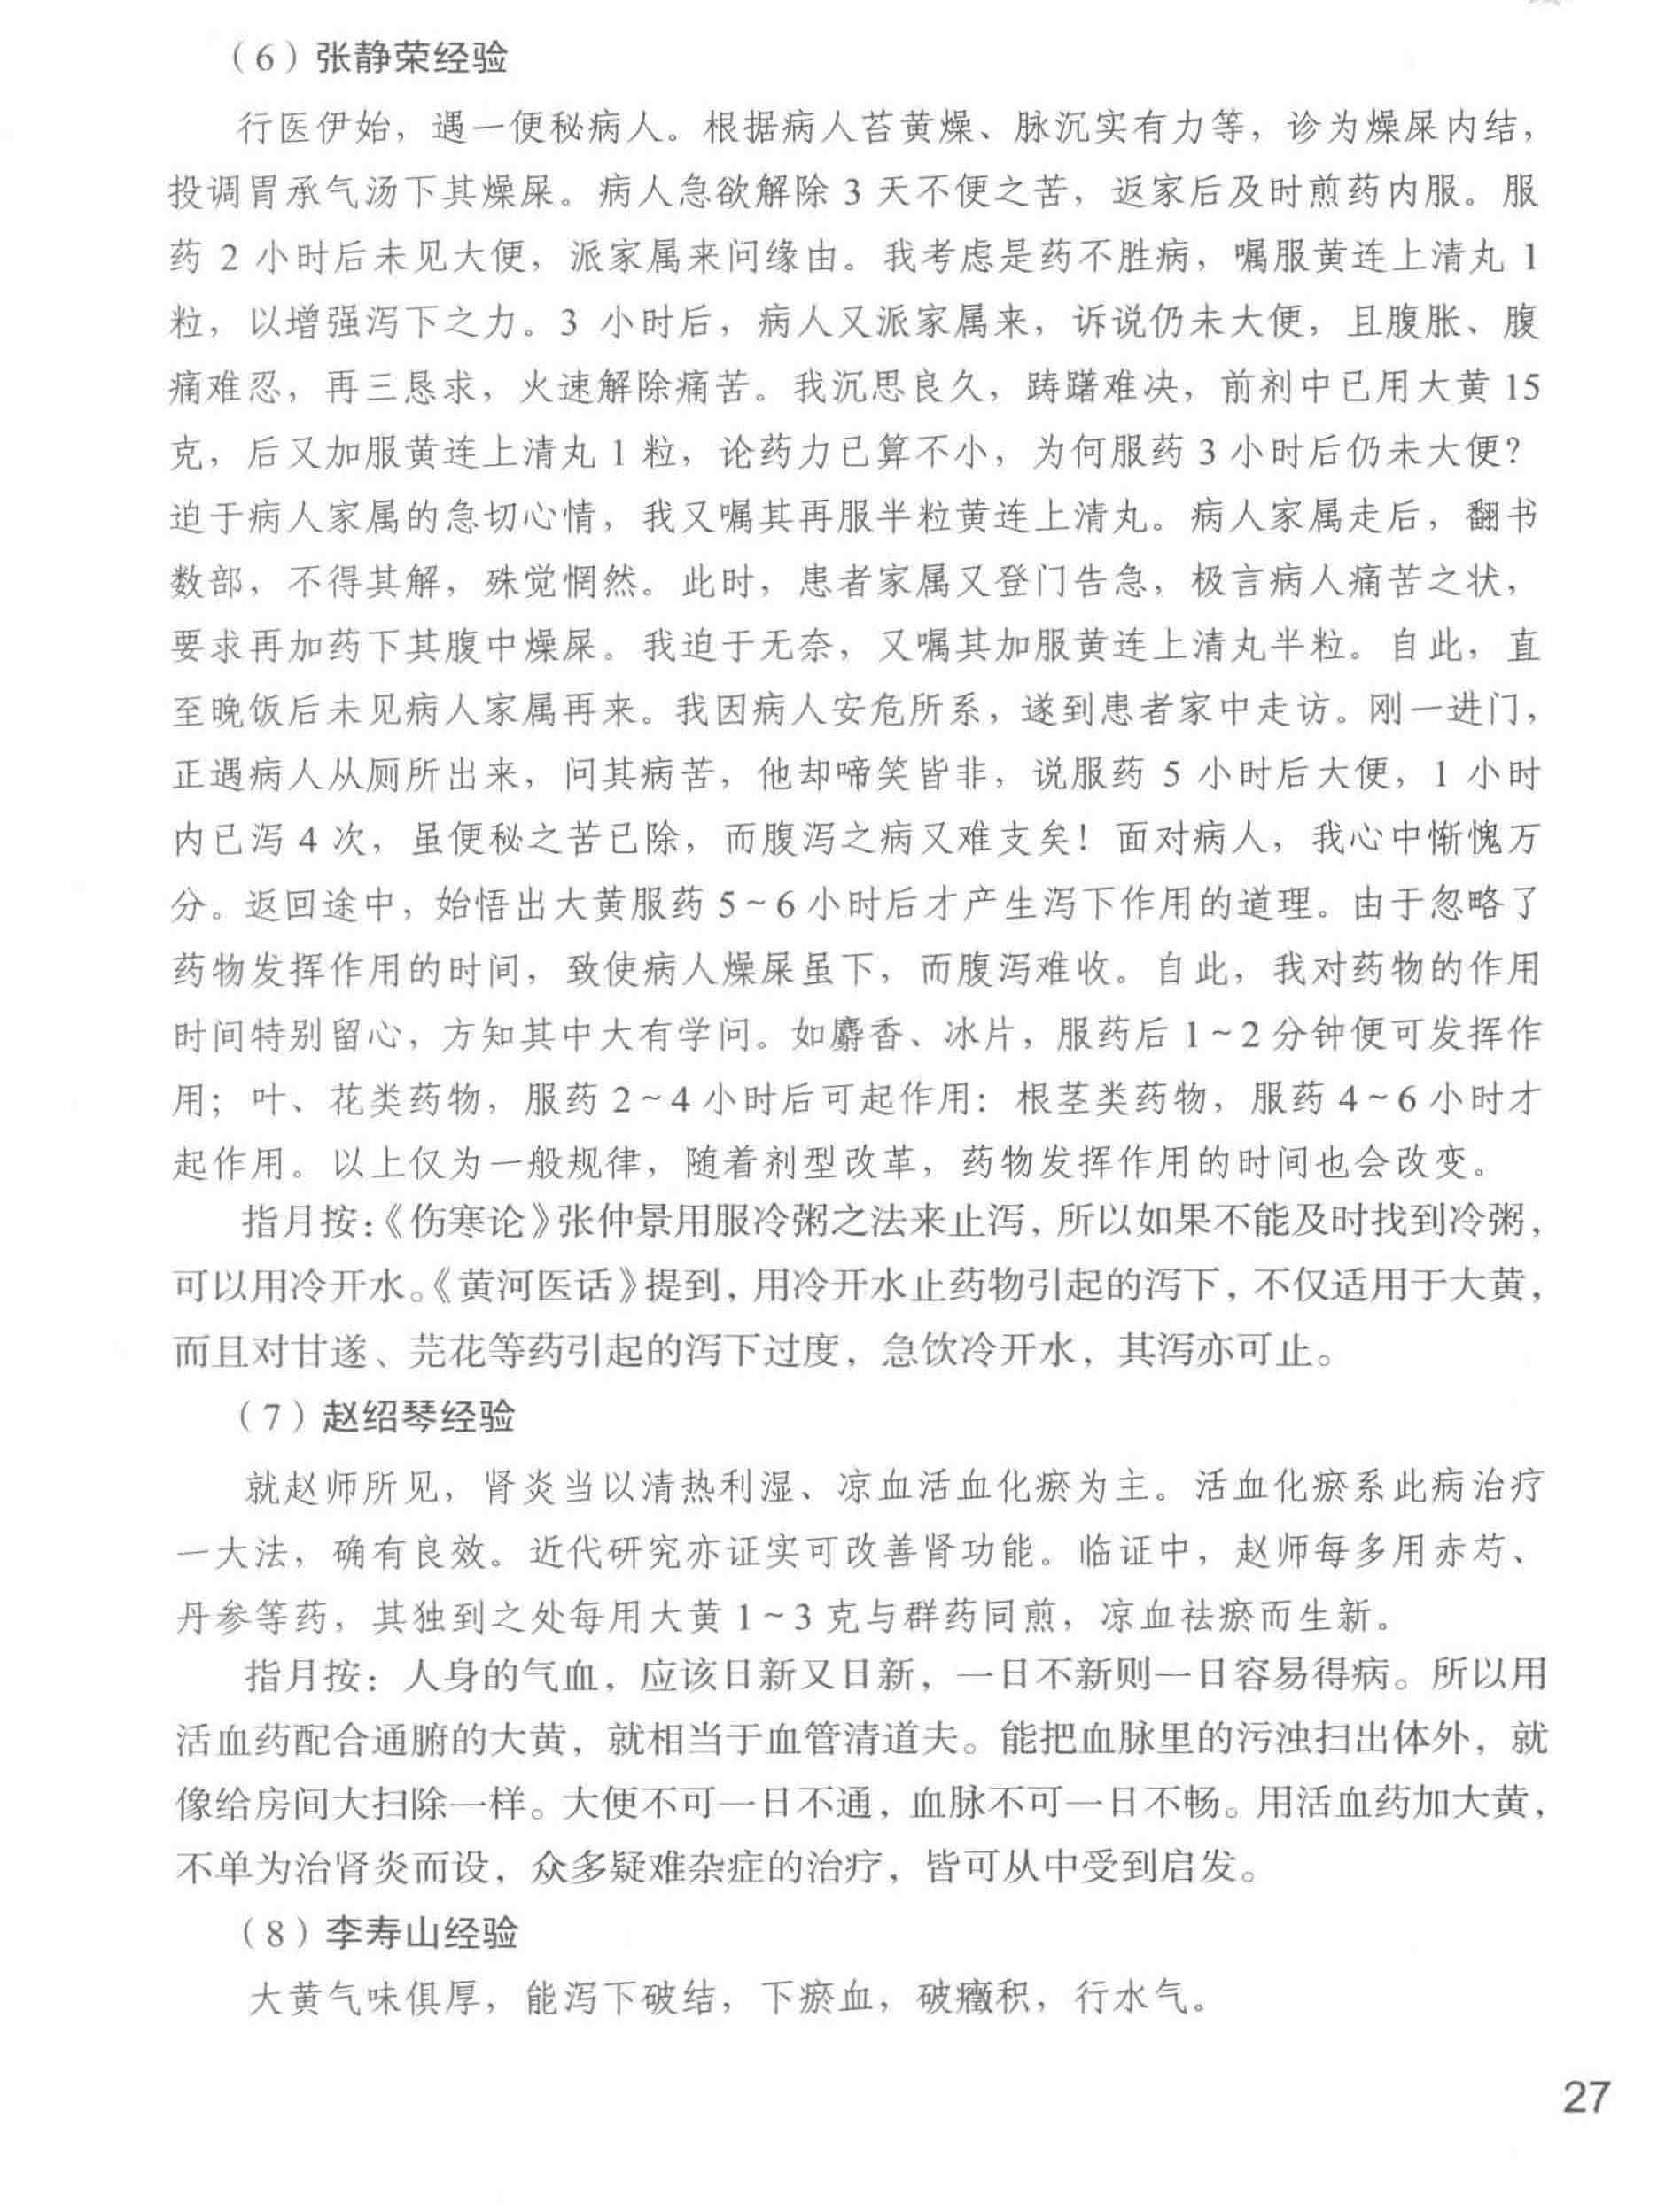 （6）张静荣经验
行医伊始，遇一便秘病人。根据病人苔黄燥、脉沉实有力等，诊为燥屎内结，
投调胃承气汤下其燥屎。病人急欲解除 3 天不便之苦，返家后及时煎药内服。服
药 2 小时后未见大便，派家属来问缘由。我考虑是药不胜病，嘱服黄连上清丸 1
粒，以增强泻下之力。3 小时后，病人又派家属来，诉说仍未大便，且腹胀、腹
痛难忍，再三恳求，火速解除痛苦。我沉思良久，踌躇难决，前剂中已用大黄 15
克，后又加服黄连上清丸 1 粒，论药力已算不小，为何服药 3 小时后仍未大便？
迫于病人家属的急切心情，我又嘱其再服半粒黄连上清丸。病人家属走后，翻书
数部，不得其解，殊觉惘然。此时，患者家属又登门告急，极言病人痛苦之状，
要求再加药下其腹中燥屎。我迫于无奈，又嘱其加服黄连上清丸半粒。自此，直
至晚饭后未见病人家属再来。我因病人安危所系，遂到患者家中走访。刚一进门，
正遇病人从厕所出来，问其病苦，他却啼笑皆非，说服药 5 小时后大便，1 小时
内已泻 4 次，虽便秘之苦已除，而腹泻之病又难支矣！面对病人，我心中惭愧万
分。返回途中，始悟出大黄服药 5～6 小时后才产生泻下作用的道理。由于忽略了
药物发挥作用的时间，致使病人燥屎虽下，而腹泻难收。自此，我对药物的作用
时间特别留心，方知其中大有学问。如麝香、冰片，服药后 1～2 分钟便可发挥作
用；叶、花类药物，服药 2～4 小时后可起作用：根茎类药物，服药 4～6 小时才
起作用。以上仅为一般规律，随着剂型改革，药物发挥作用的时间也会改变。
指月按：《伤寒论》张仲景用服冷粥之法来止泻，所以如果不能及时找到冷粥，
可以用冷开水。《黄河医话》提到，用冷开水止药物引起的泻下，不仅适用于大黄，
而且对甘遂、芫花等药引起的泻下过度，急饮冷开水，其泻亦可止。
（7）赵绍琴经验
就赵师所见，肾炎当以清热利湿、凉血活血化瘀为主。活血化瘀系此病治疗
一大法，确有良效。近代研究亦证实可改善肾功能。临证中，赵师每多用赤芍、
丹参等药，其独到之处每用大黄 1～3 克与群药同煎，凉血祛瘀而生新。
指月按：人身的气血，应该日新又日新，一日不新则一日容易得病。所以用
活血药配合通腑的大黄，就相当于血管清道夫。能把血脉里的污浊扫出体外，就
像给房间大扫除一样。大便不可一日不通，血脉不可一日不畅。用活血药加大黄，
不单为治肾炎而设，众多疑难杂症的治疗，皆可从中受到启发。
（8）李寿山经验
大黄气味俱厚，能泻下破结，下瘀血，破癥积，行水气。
27